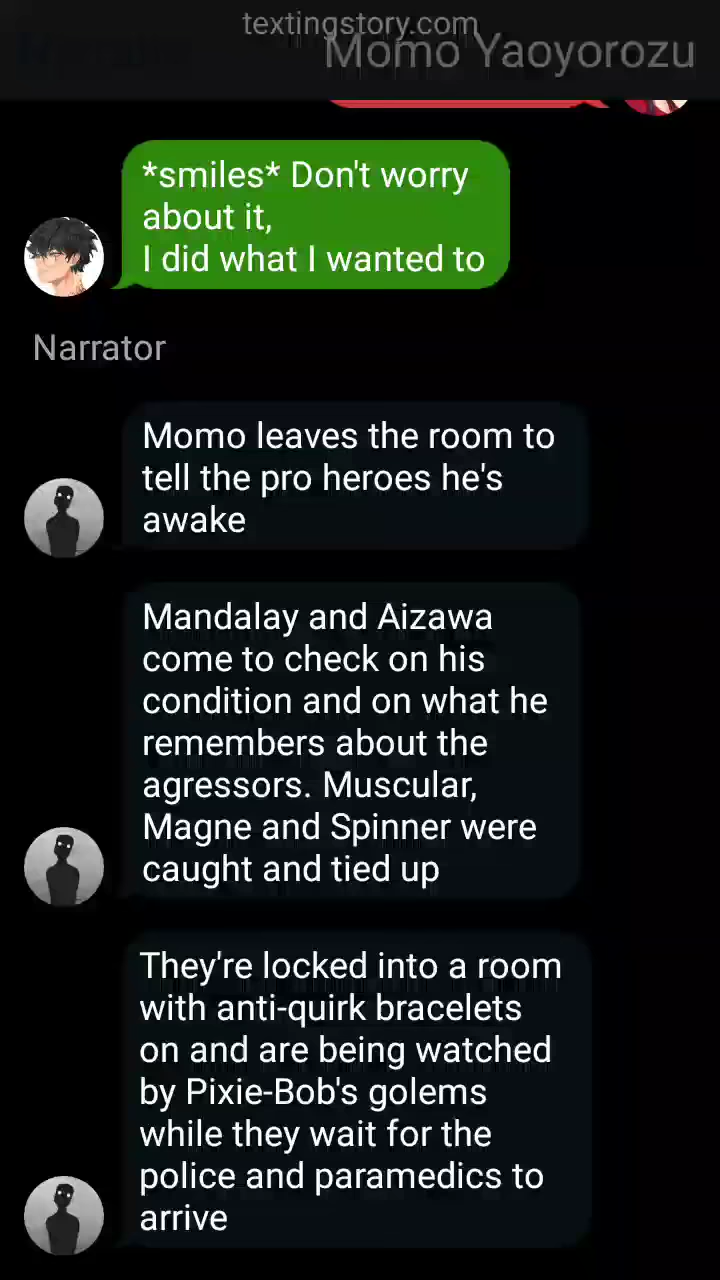 textingstory.com
Momo Yaoyorozu
*smiles* Don't worry
about it,
I did what I wanted to
Narrator
Momo leaves the room to
tell the pro heroes he's
awake
Mandalay and Aizawa
come to check on his
condition and on what he
remembers about the
agressors. Muscular,
Magne and Spinner were
caught and tied up
They're locked into a room
with anti-quirk bracelets
on and are being watched
by Pixie-Bob's golems
while they wait for the
police and paramedics to
arrive